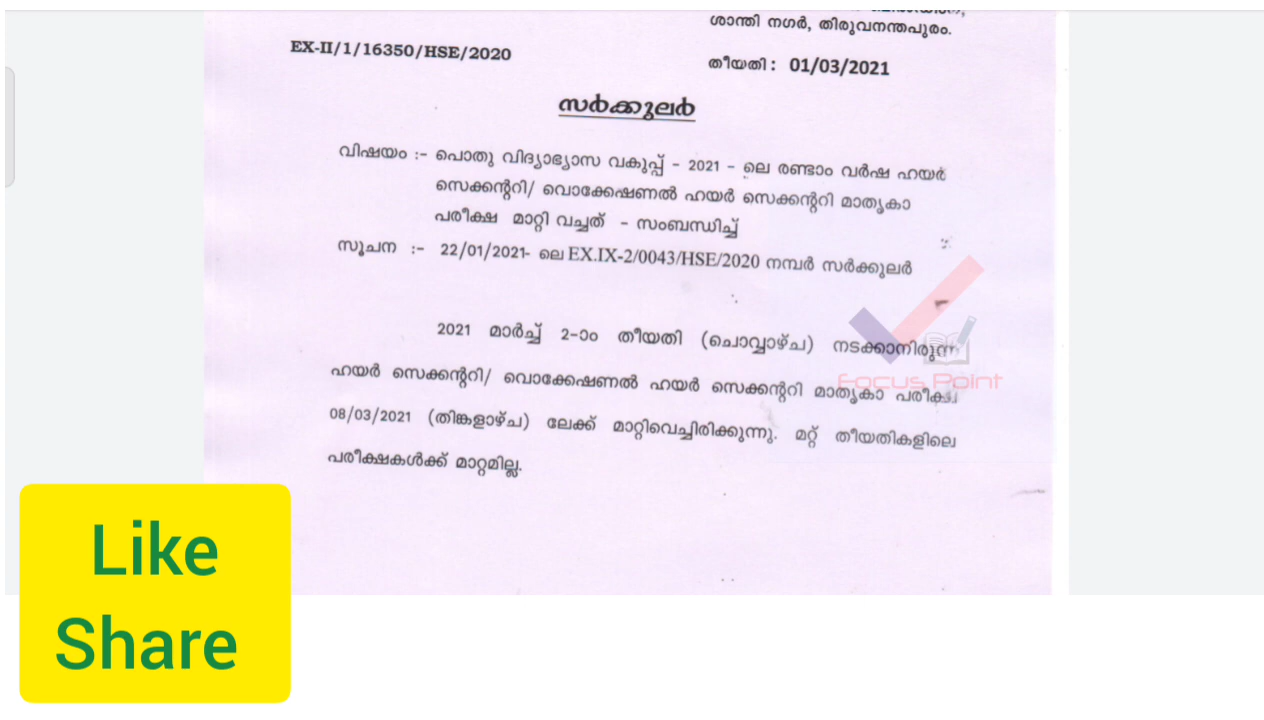 ശാന്തി നഗർ, തിരുവനന്തപുരം.
EX-II/1/16350/HSE/2020
തീയതി : 01/03/2021
സർക്കുലർ
വിഷയം :- പൊതു വിദ്യാഭ്യാസ വകുപ്പ് - 2021 - ലെ രണ്ടാം വർഷ ഹയർ
സെക്കന്ററി/ വൊക്കേഷണൽ ഹയർ സെക്കന്ററി മാതൃകാ
പരീക്ഷ മാറ്റി വച്ചത് - സംബന്ധിച്ച്
സൂചന :- 22/01/2021- ലെ EX.IX-2/0043/HSE/2020 നമ്പർ സർക്കുലർ
2021 മാർച്ച് 2-ാം തീയതി (ചൊവ്വാഴ്ച) നടക്കാനിരുന്ന
ഹയർ സെക്കന്ററി/ വൊക്കേഷണൽ ഹയർ സെക്കന്ററി മാതൃകാ പരീക്ഷ
08/03/2021 (തിങ്കളാഴ്ച) ലേക്ക് മാറ്റിവെച്ചിരിക്കുന്നു. മറ്റ് തീയതികളിലെ
പരീക്ഷകൾക്ക് മാറ്റമില്ല.
Focus Point
Like
Share